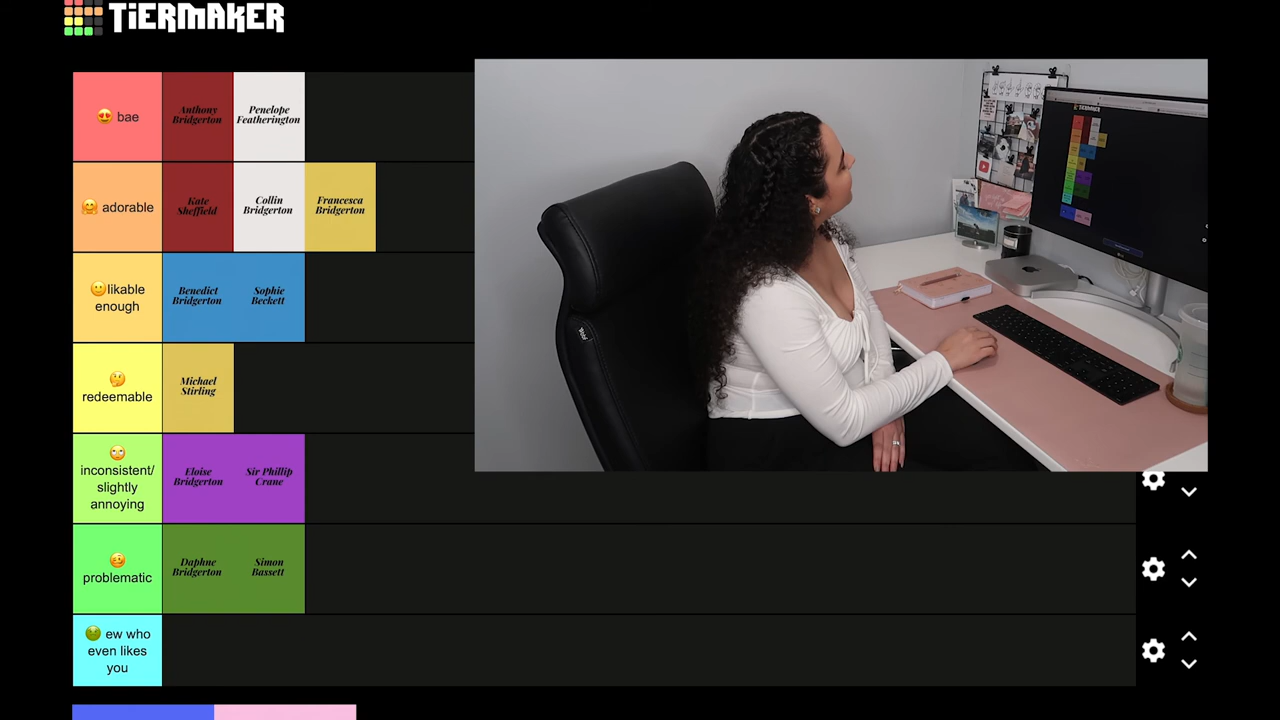 TiERMAKER
😍 bae
Anthony
Bridgerton
Penelope
Featherington
🤗 adorable
Kate
Sheffield
Collin
Bridgerton
Francesca
Bridgerton
🙂likable
enough
Benedict
Bridgerton
Sophie
Beckett
🤔
redeemable
Michael
Stirling
🙄
inconsistent/
slightly
annoying
Eloise
Bridgerton
Sir Phillip
Crane
🥴
problematic
Daphne
Bridgerton
Simon
Bassett
🤢 ew who
even likes
you